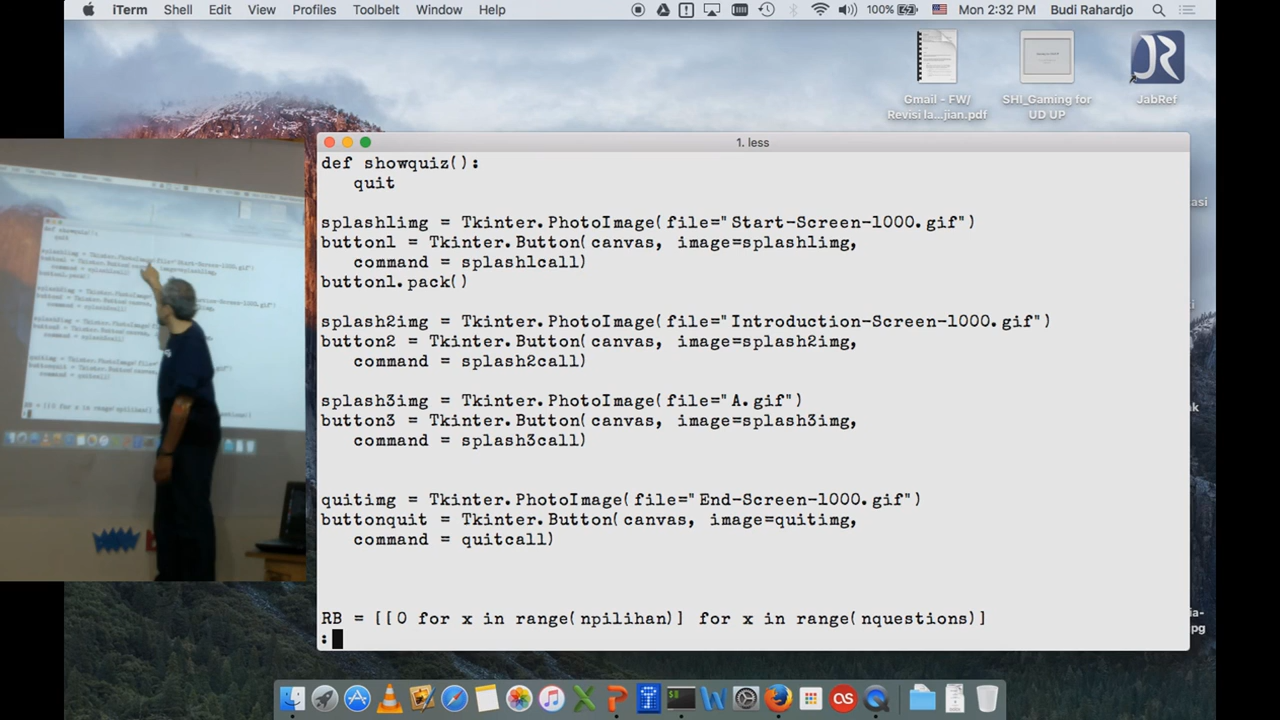 iTerm Shell Edit View Profiles Toolbelt Window Help 100% Mon 2:32 PM Budi Rahardjo
Gmail - FW/
Revisi la...jian.pdf
SHI_Gaming for
UD UP
JabRef
1. less
def showquiz():
quit
splash1img = Tkinter.PhotoImage(file="Start-Screen-1000.gif")
button1 = Tkinter.Button(canvas, image=splash1img,
command = splash1call)
button1.pack()
splash2img = Tkinter.PhotoImage(file="Introduction-Screen-1000.gif")
button2 = Tkinter.Button(canvas, image=splash2img,
command = splash2call)
splash3img = Tkinter.PhotoImage(file="A.gif")
button3 = Tkinter.Button(canvas, image=splash3img,
command = splash3call)
quitimg = Tkinter.PhotoImage(file="End-Screen-1000.gif")
buttonquit = Tkinter.Button(canvas, image=quitimg,
command = quitcall)
RB = [[0 for x in range(npilihan)] for x in range(nquestions)]
: